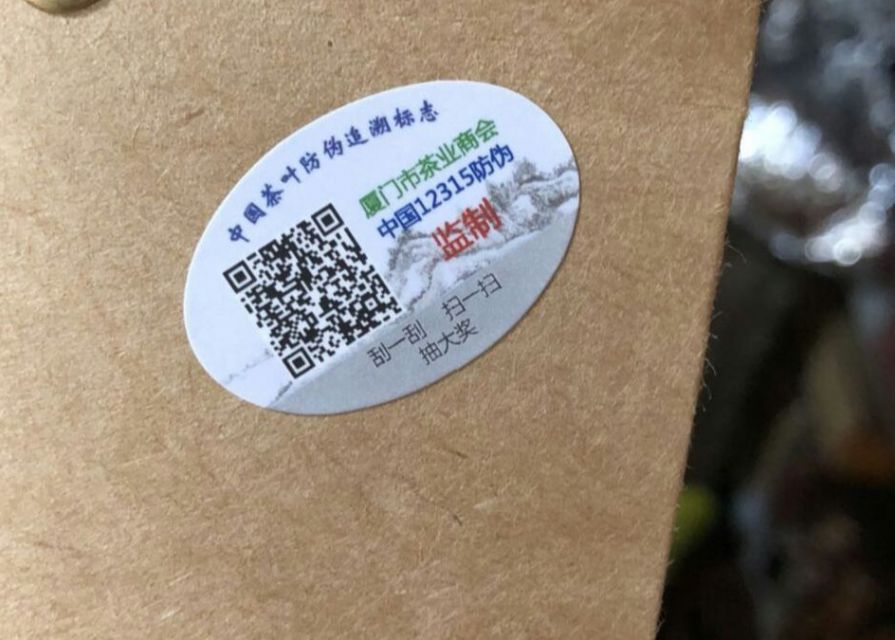 中国茶叶防伪追溯标志
厦门市茶业商会
中国12315防伪
监制
刮一刮 扫一扫
抽大奖